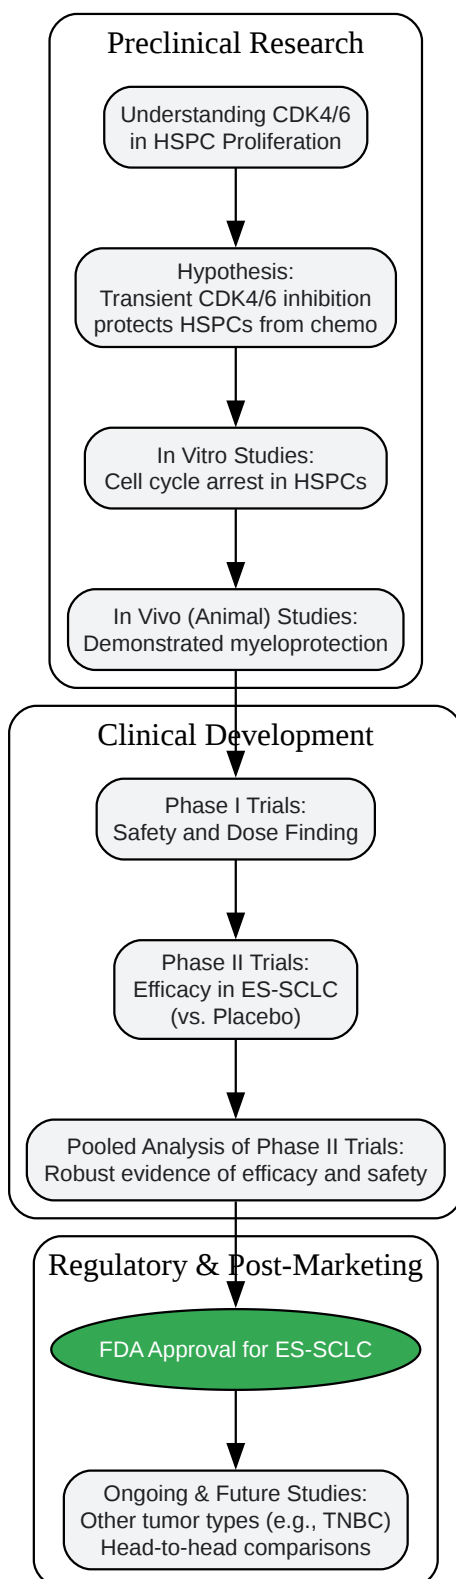 Preclinical Research
Understanding CDK4/6
in HSPC Proliferation
Hypothesis:
Transient CDK4/6 inhibition
protects HSPCs from chemo
In Vitro Studies:
Cell cycle arrest in HSPCs
In Vivo (Animal) Studies:
Demonstrated myeloprotection
Clinical Development
Phase I Trials:
Safety and Dose Finding
Phase II Trials:
Efficacy in ES-SCLC
(vs. Placebo)
Pooled Analysis of Phase II Trials:
Robust evidence of efficacy and safety
Regulatory & Post-Marketing
FDA Approval for ES-SCLC
Ongoing & Future Studies:
Other tumor types (e.g., TNBC)
Head-to-head comparisons